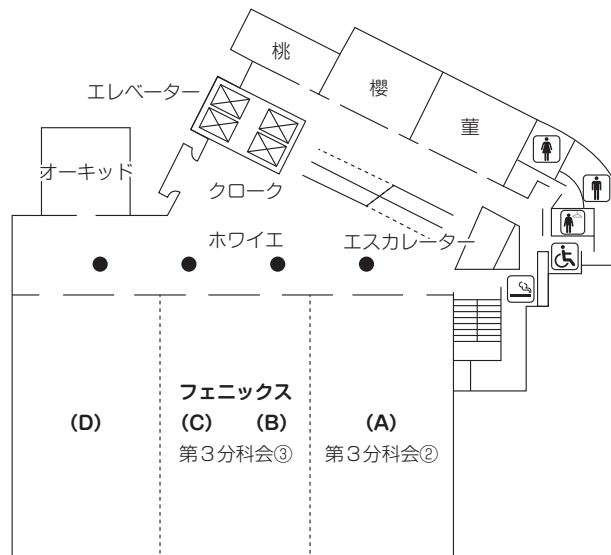 桃
櫻
エレベーター
菫
オーキッド
クローク
ホワイエ
エスカレーター
フェニックス
(D)
(C)
(B)
(A)
第3分科会③
第3分科会②